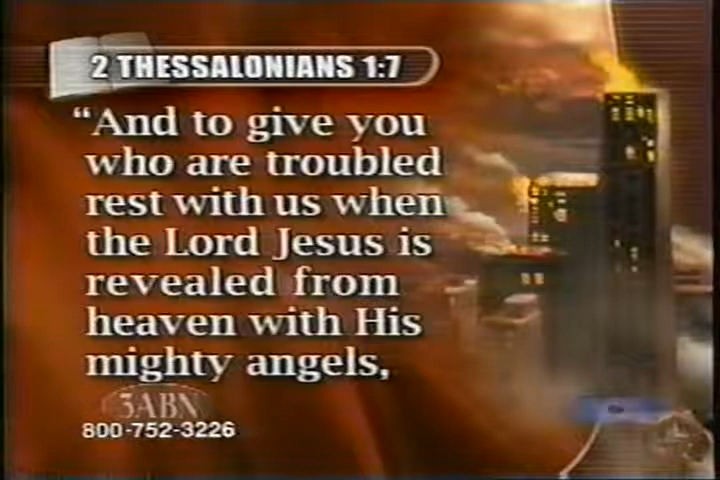 2 THESSALONIANS 1:7
“And to give you
who are troubled
rest with us when
the Lord Jesus is
revealed from
heaven with His
mighty angels,
3ABN
800-752-3226